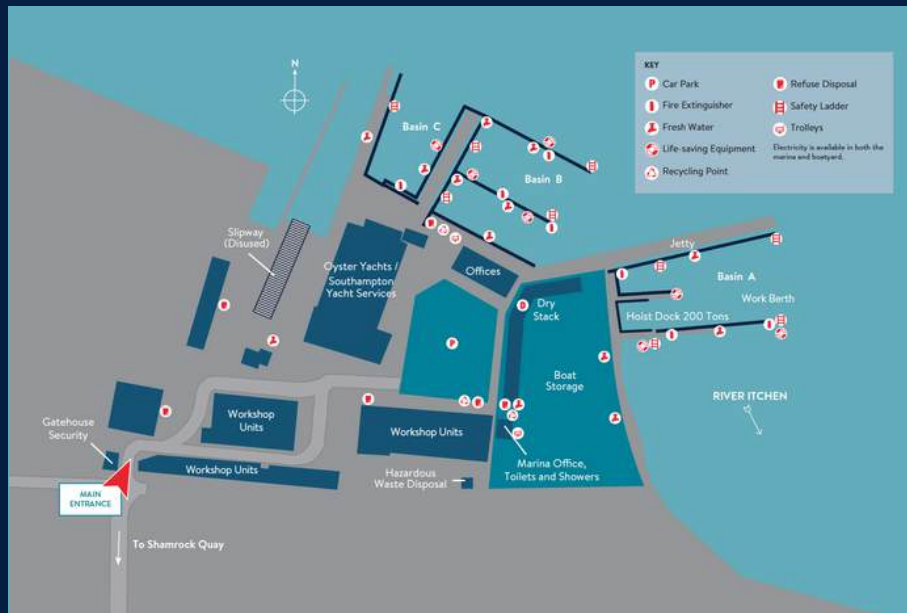 N
KEY
P Car Park
Fire Extinguisher
Fresh Water
Life-saving Equipment
Recycling Point
Refuse Disposal
Safety Ladder
Trolleys
Electricity is available in both the
marina and boatyard.
Basin C
Basin B
Slipway
(Disused)
Oyster Yachts /
Southampton
Yacht Services
Offices
Jetty
Basin A
Work Berth
Hoist Dock 200 Tons
D
Dry
Stack
P
Boat
Storage
RIVER ITCHEN
Gatehouse
Security
Workshop
Units
Workshop Units
Workshop Units
Hazardous
Waste Disposal
Marina Office,
Toilets and Showers
MAIN
ENTRANCE
To Shamrock Quay